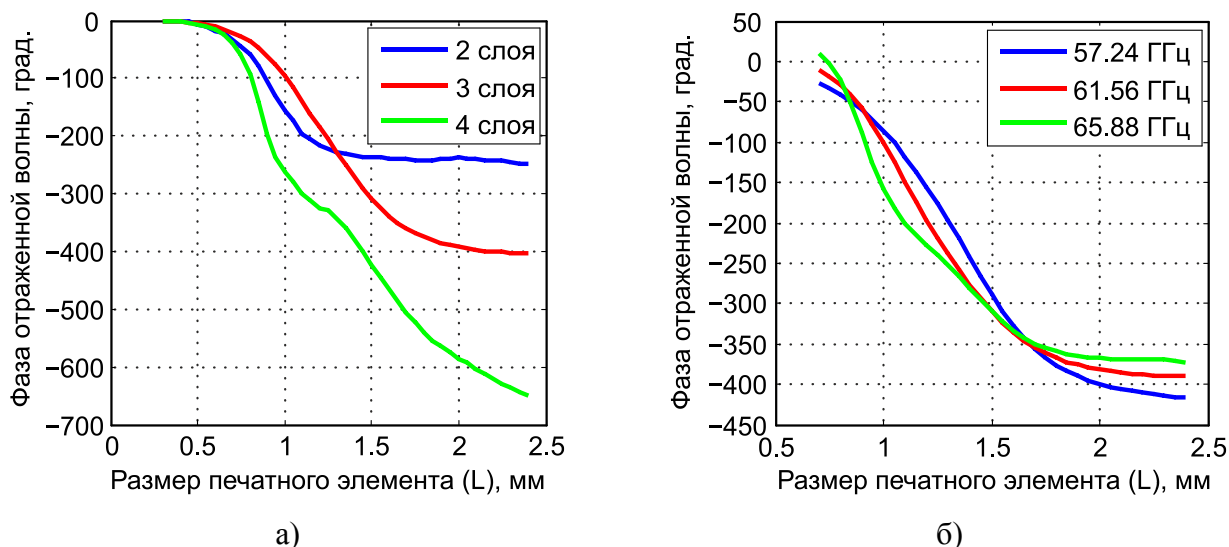 0
−100
−200
−300
−400
−500
−600
−700
0
0.5
1
1.5
2
2.5
Фаза отраженной волны, град.
Размер печатного элемента (L), мм
2 слоя
3 слоя
4 слоя
а)
50
0
−50
−100
−150
−200
−250
−300
−350
−400
−450
0.5
1
1.5
2
2.5
Фаза отраженной волны, град.
Размер печатного элемента (L), мм
57.24 ГГц
61.56 ГГц
65.88 ГГц
б)